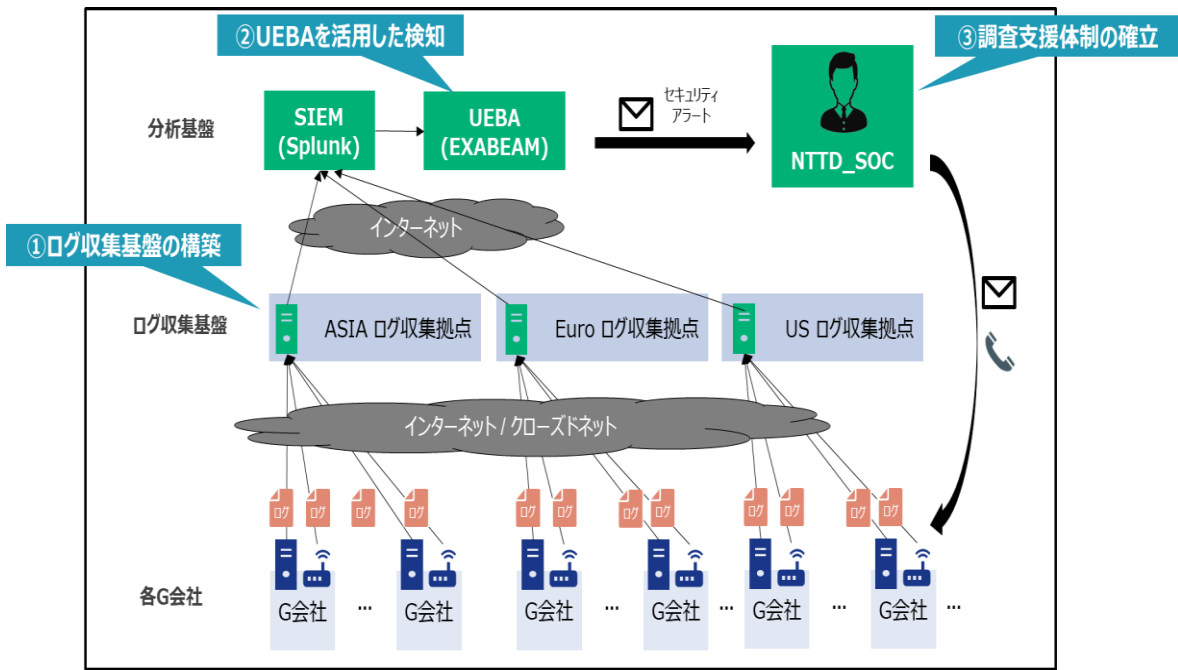 ②UEBAを活用した検知
③調査支援体制の確立
分析基盤
SIEM
(Splunk)
UEBA
(EXABEAM)
セキュリティ
アラート
NTTD_SOC
インターネット
①ログ収集基盤の構築
ログ収集基盤
ASIA ログ収集拠点
Euro ログ収集拠点
US ログ収集拠点
インターネット / クローズドネット
ログ ログ ログ ログ ログ ログ ログ ログ ログ ログ ログ ログ
各G会社
G会社 … G会社 G会社 … G会社 … G会社 … G会社 …